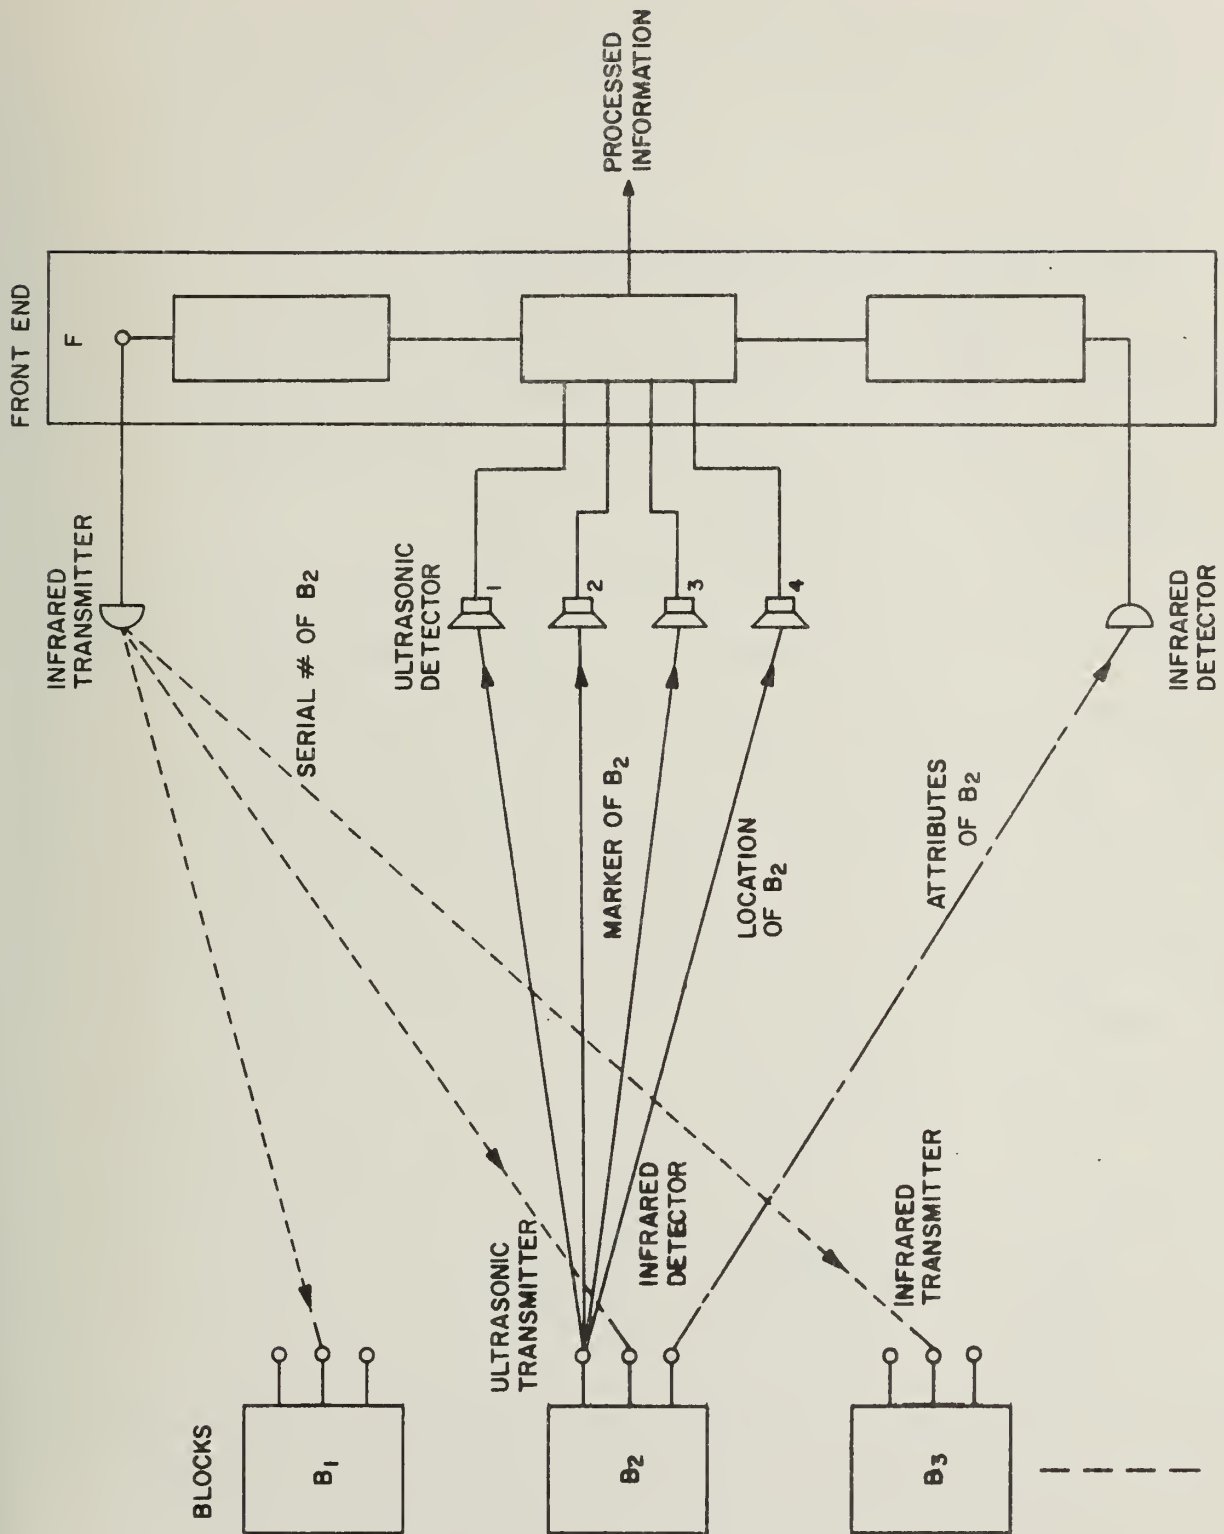 FRONT END
F
PROCESSED
INFORMATION
INFRARED
TRANSMITTER
SERIAL # OF B2
ULTRASONIC
DETECTOR
1
2
3
4
MARKER OF B2
LOCATION
OF B2
ATTRIBUTES
OF B2
INFRARED
DETECTOR
ULTRASONIC
TRANSMITTER
INFRARED
DETECTOR
INFRARED
TRANSMITTER
BLOCKS
B1
B2
B3